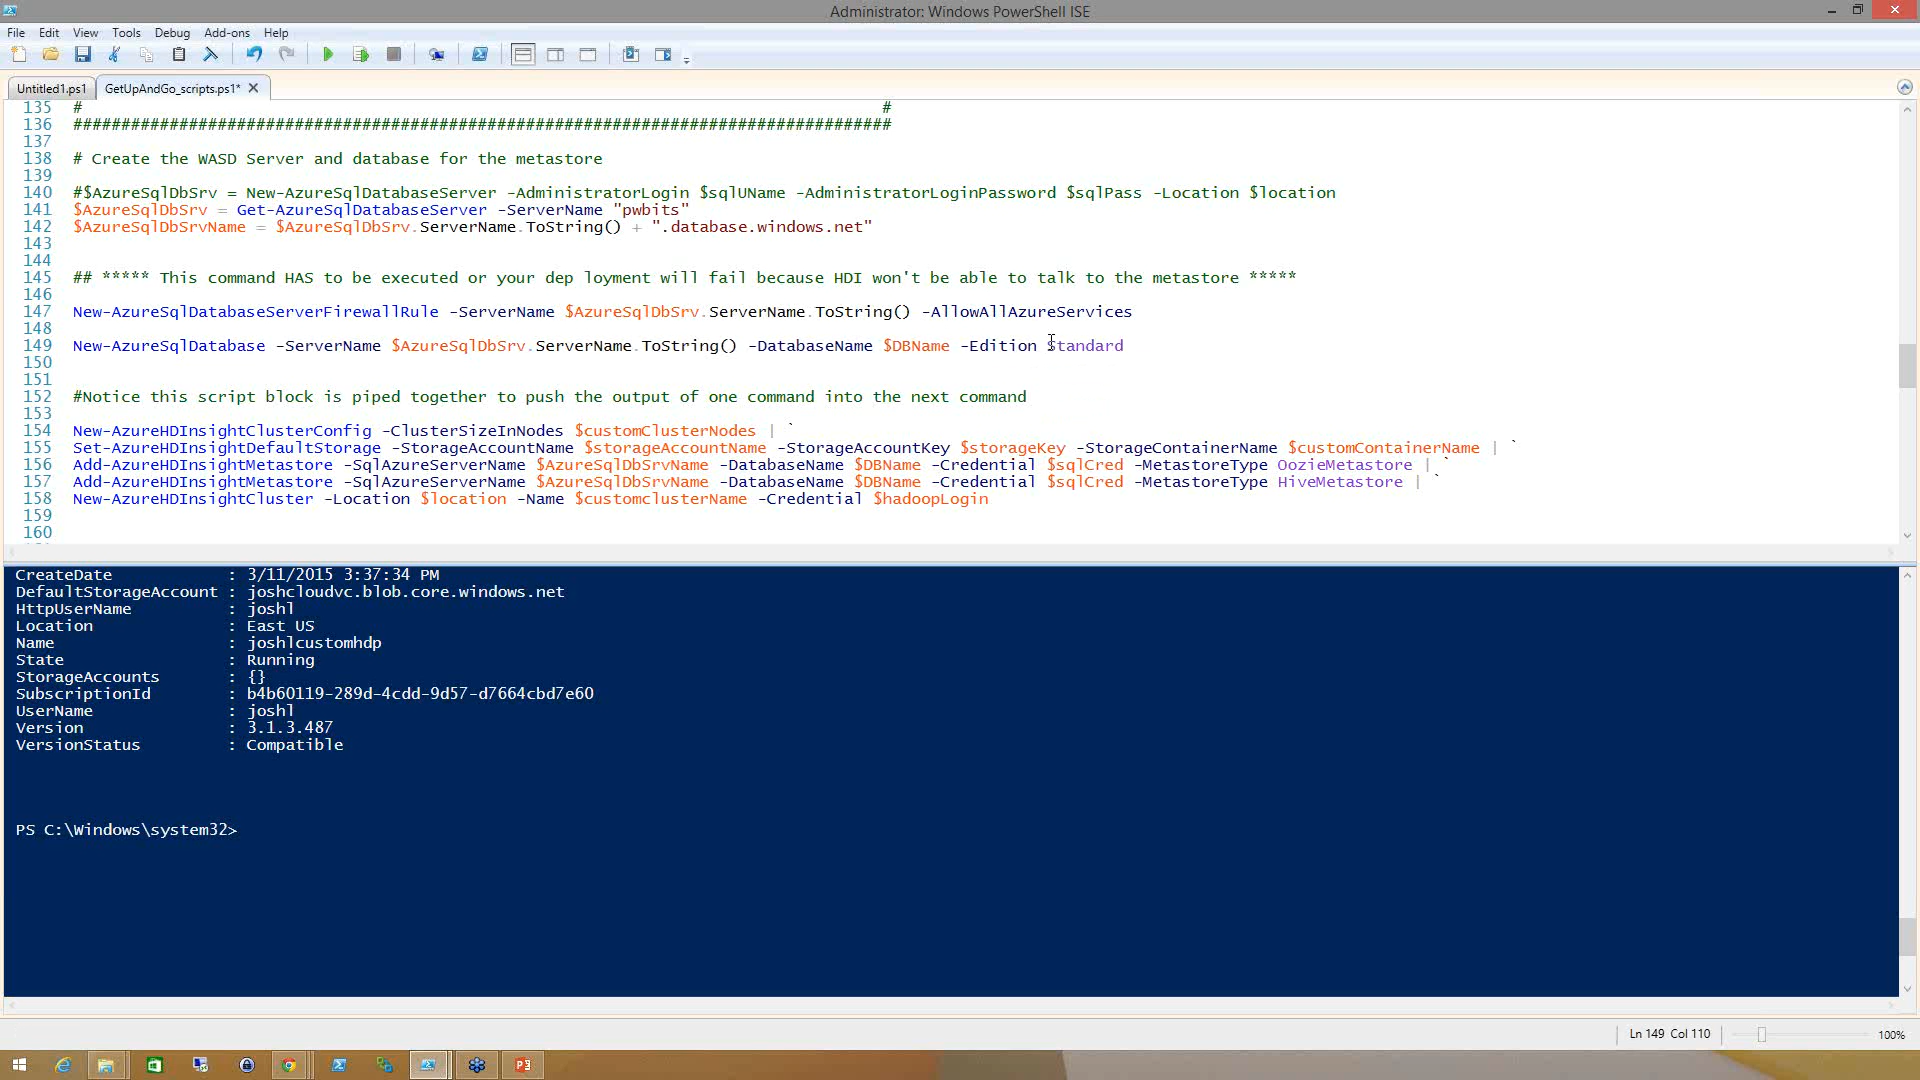 Administrator: Windows PowerShell ISE
File Edit View Tools Debug Add-ons Help
Untitled1.ps1 GetUpAndGo_scripts.ps1*
135 # #
136 #####################################################################################
137
138 # Create the WASD Server and database for the metastore
139
140 #$AzureSqlDbSrv = New-AzureSqlDatabaseServer -AdministratorLogin $sqlUName -AdministratorLoginPassword $sqlPass -Location $location
141 $AzureSqlDbSrv = Get-AzureSqlDatabaseServer -ServerName "pwbits"
142 $AzureSqlDbSrvName = $AzureSqlDbSrv.ServerName.ToString() + ".database.windows.net"
143
144
145 ## ***** This command HAS to be executed or your dep loyment will fail because HDI won't be able to talk to the metastore *****
146
147 New-AzureSqlDatabaseServerFirewallRule -ServerName $AzureSqlDbSrv.ServerName.ToString() -AllowAllAzureServices
148
149 New-AzureSqlDatabase -ServerName $AzureSqlDbSrv.ServerName.ToString() -DatabaseName $DBName -Edition Standard
150
151
152 #Notice this script block is piped together to push the output of one command into the next command
153
154 New-AzureHDInsightClusterConfig -ClusterSizeInNodes $customClusterNodes | `
155 Set-AzureHDInsightDefaultStorage -StorageAccountName $storageAccountName -StorageAccountKey $storageKey -StorageContainerName $customContainerName | `
156 Add-AzureHDInsightMetastore -SqlAzureServerName $AzureSqlDbSrvName -DatabaseName $DBName -Credential $sqlCred -MetastoreType OozieMetastore | `
157 Add-AzureHDInsightMetastore -SqlAzureServerName $AzureSqlDbSrvName -DatabaseName $DBName -Credential $sqlCred -MetastoreType HiveMetastore | `
158 New-AzureHDInsightCluster -Location $location -Name $customclusterName -Credential $hadoopLogin
159
160
CreateDate : 3/11/2015 3:37:34 PM
DefaultStorageAccount : joshcloudvc.blob.core.windows.net
HttpUserName : joshl
Location : East US
Name : joshlcustomhdp
State : Running
StorageAccounts : {}
SubscriptionId : b4b60119-289d-4cdd-9d57-d7664cbd7e60
UserName : joshl
Version : 3.1.3.487
VersionStatus : Compatible
PS C:\Windows\system32>
Ln 149 Col 110 100%